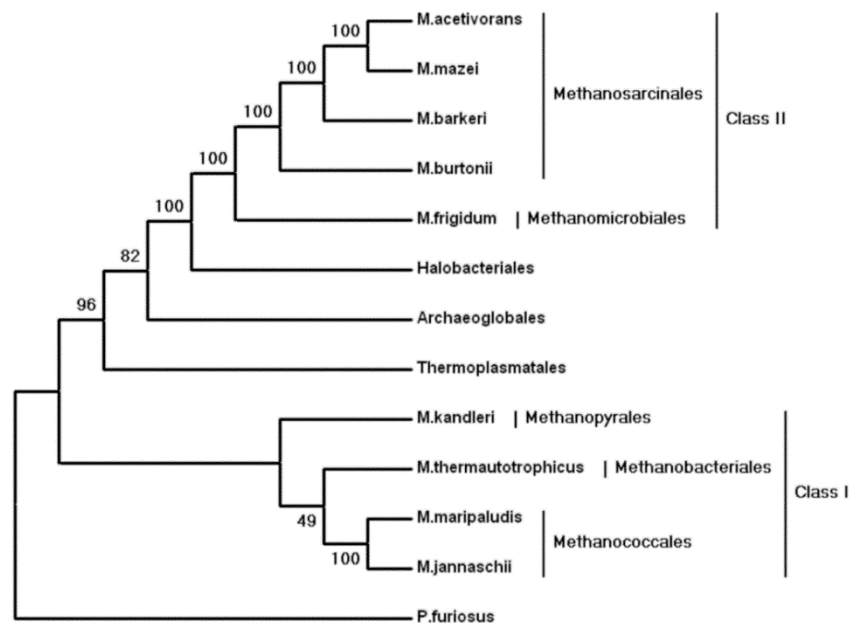 M.acetivorans
100
M.mazei
100
Methanosarcinales
100
M.barkeri
Class II
100
M.burtonii
100
M.frigidum Methanomicrobiales
82
Halobacteriales
96
Archaeoglobales
Thermoplasmatales
M.kandleri Methanopyrales
M.thermautotrophicus Methanobacteriales
Class I
49
M.maripaludis
Methanococcales
100
M.jannaschii
P.furiosus